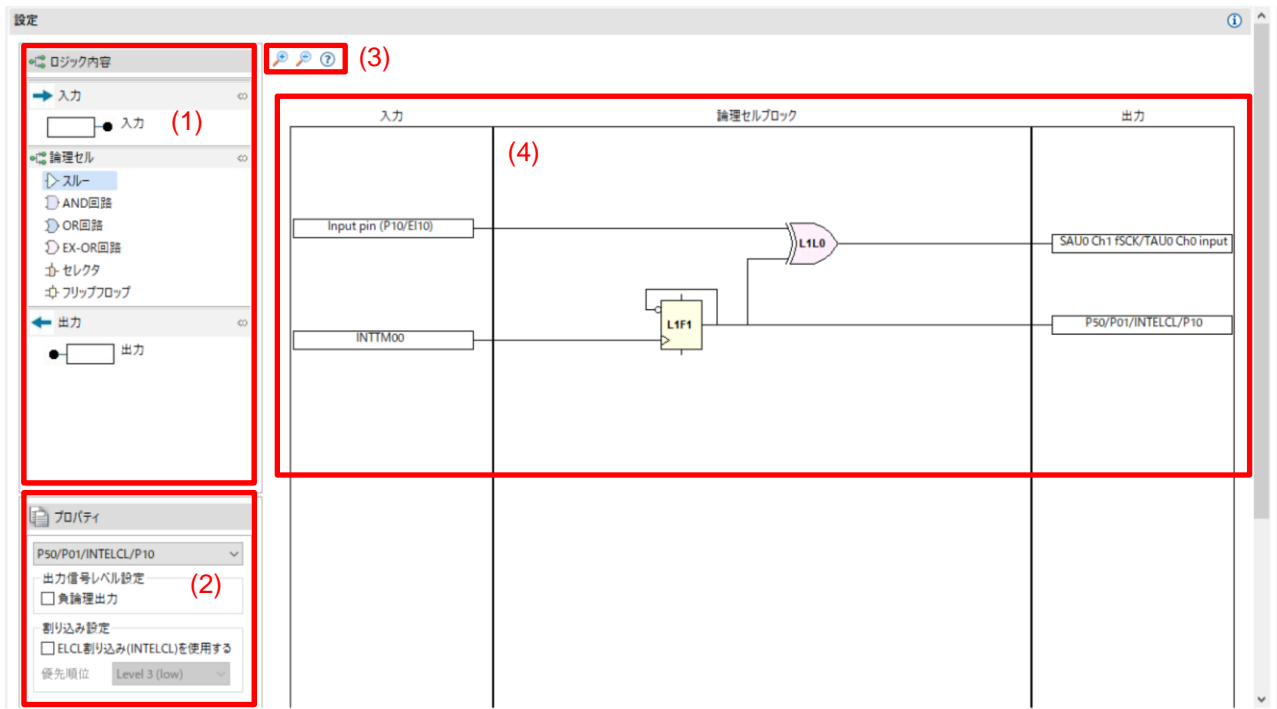 設定
ロジック内容
入力
入力
(1)
論理セル
スルー
AND回路
OR回路
EX-OR回路
セレクタ
フリップフロップ
出力
出力
プロパティ
P50/P01/INTELCL/P10
出力信号レベル設定
(2)
負論理出力
割り込み設定
ELCL割り込み(INTELCL)を使用する
優先順位 Level 3 (low)
(3)
入力 論理セルブロック 出力
(4)
Input pin (P10/EI10)
L1L0
SAU0 Ch1 fSCK/TAU0 Ch0 input
L1F1
P50/P01/INTELCL/P10
INTTM00